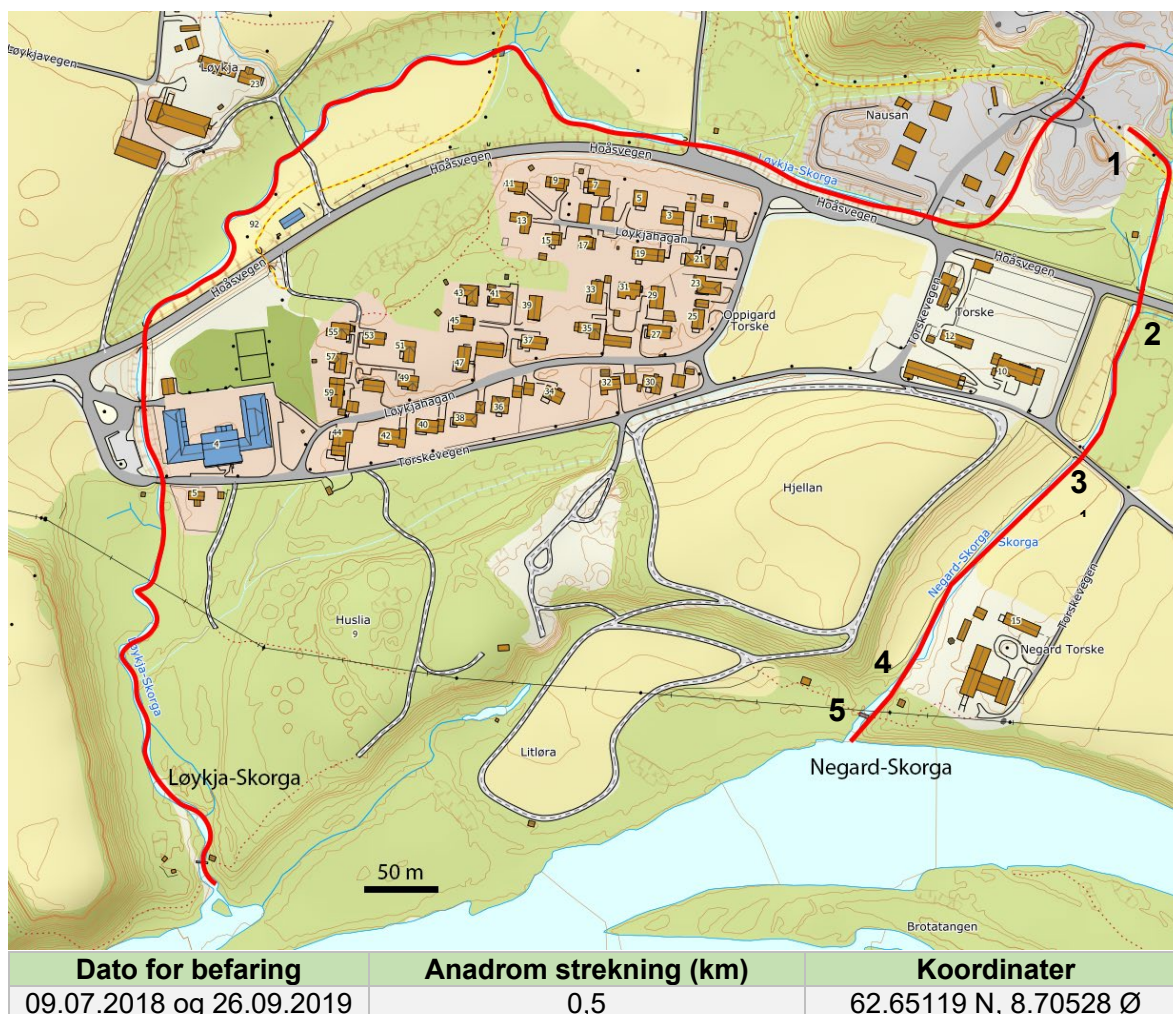 Løykjavegen
Løykja
23
Nausan
1
Hoåsvegen
Hoåsvegen
Løykja-Skorga
Hoåsvegen
11
9
7
5
3
1
13
15
17
Løykjahagan
19
21
92
Hoåsvegen
Hoåsvegen
43
41
39
33
31
29
23
25
Oppigard
Torske
Torskevegen
Torske
2
55
53
45
35
27
12
57
51
47
37
10
59
49
32
30
34
Løykjahagan
36
38
40
42
44
4
Torskevegen
5
Hjellan
3
Skorga
Negard-Skorga
Torskevegen
Huslia
9
15
Negard Torske
Løykja-Skorga
4
5
Litløra
Løykja-Skorga
Negard-Skorga
50 m
Brotatangen
Dato for befaring Anadrom strekning (km) Koordinater
09.07.2018 og 26.09.2019 0,5 62.65119 N, 8.70528 Ø